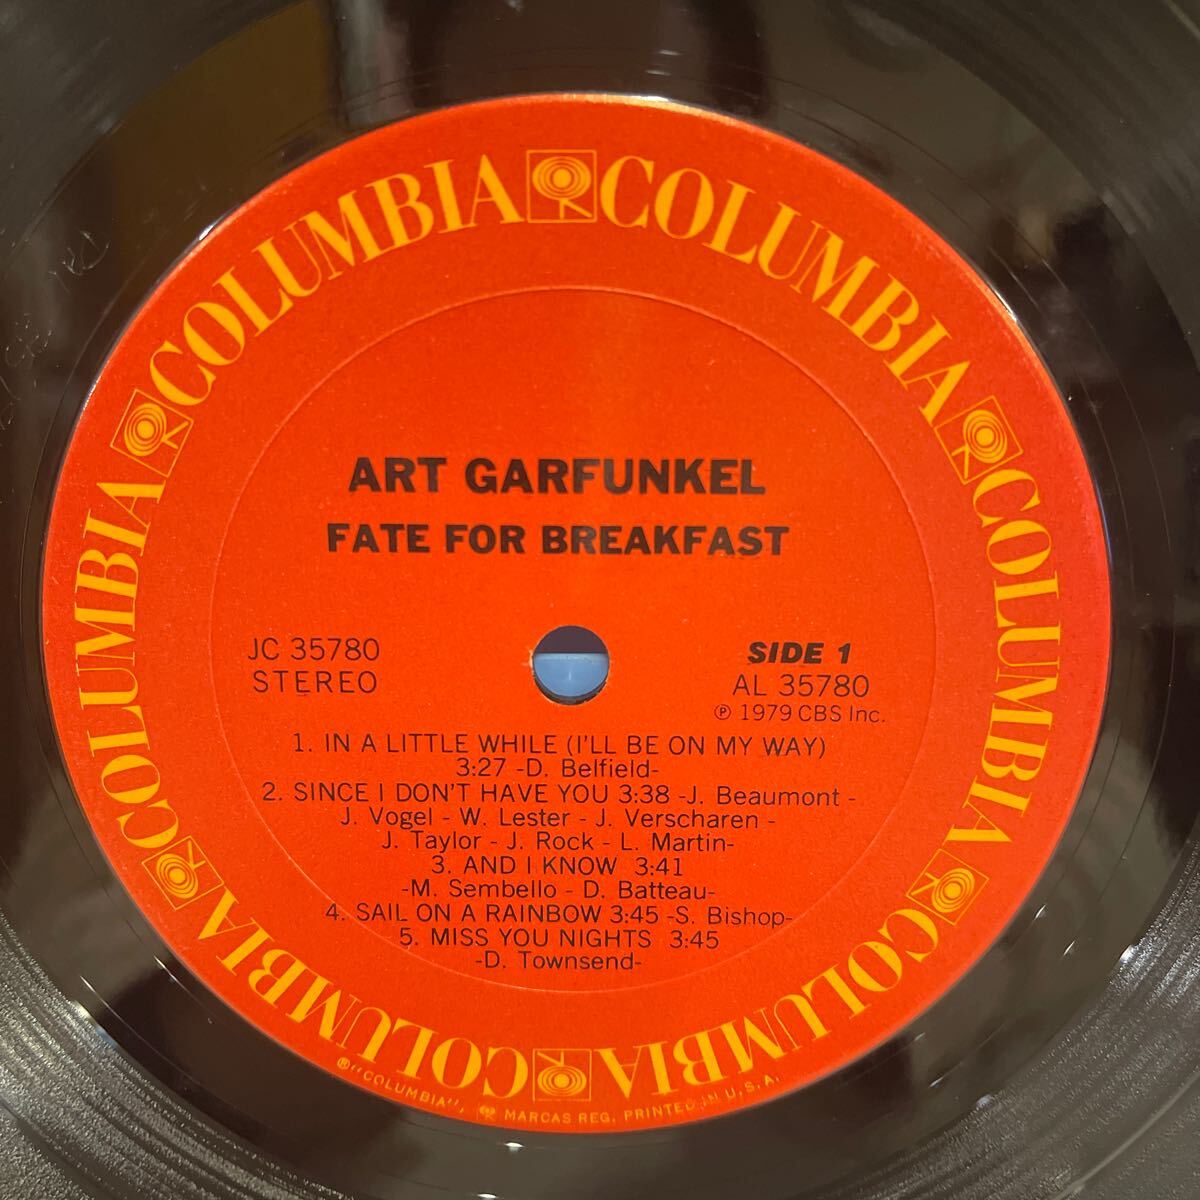 COLUMBIA COLUMBIA COLUMBIA COLUMBIA COLUMBIA COLUMBIA COLUMBIA
ART GARFUNKEL
FATE FOR BREAKFAST
JC 35780
STEREO
SIDE 1
AL 35780
℗ 1979 CBS Inc.
1. IN A LITTLE WHILE (I'LL BE ON MY WAY)
3:27 -D. Belfield-
2. SINCE I DON'T HAVE YOU 3:38 -J. Beaumont -
J. Vogel - W. Lester - J. Verscharen -
J. Taylor - J. Rock - L. Martin-
3. AND I KNOW 3:41
-M. Sembello - D. Batteau-
4. SAIL ON A RAINBOW 3:45 -S. Bishop-
5. MISS YOU NIGHTS 3:45
-D. Townsend-
®"COLUMBIA", MARCAS REG. PRINTED IN U.S.A.